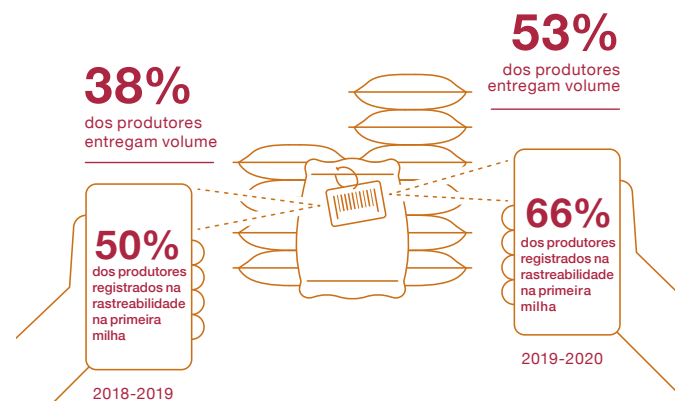 38%
dos produtores
entregam volume
50%
dos produtores
registrados na
rastreabilidade
na primeira
milha
2018-2019
53%
dos produtores
entregam volume
66%
dos produtores
registrados na
rastreabilidade
na primeira
milha
2019-2020